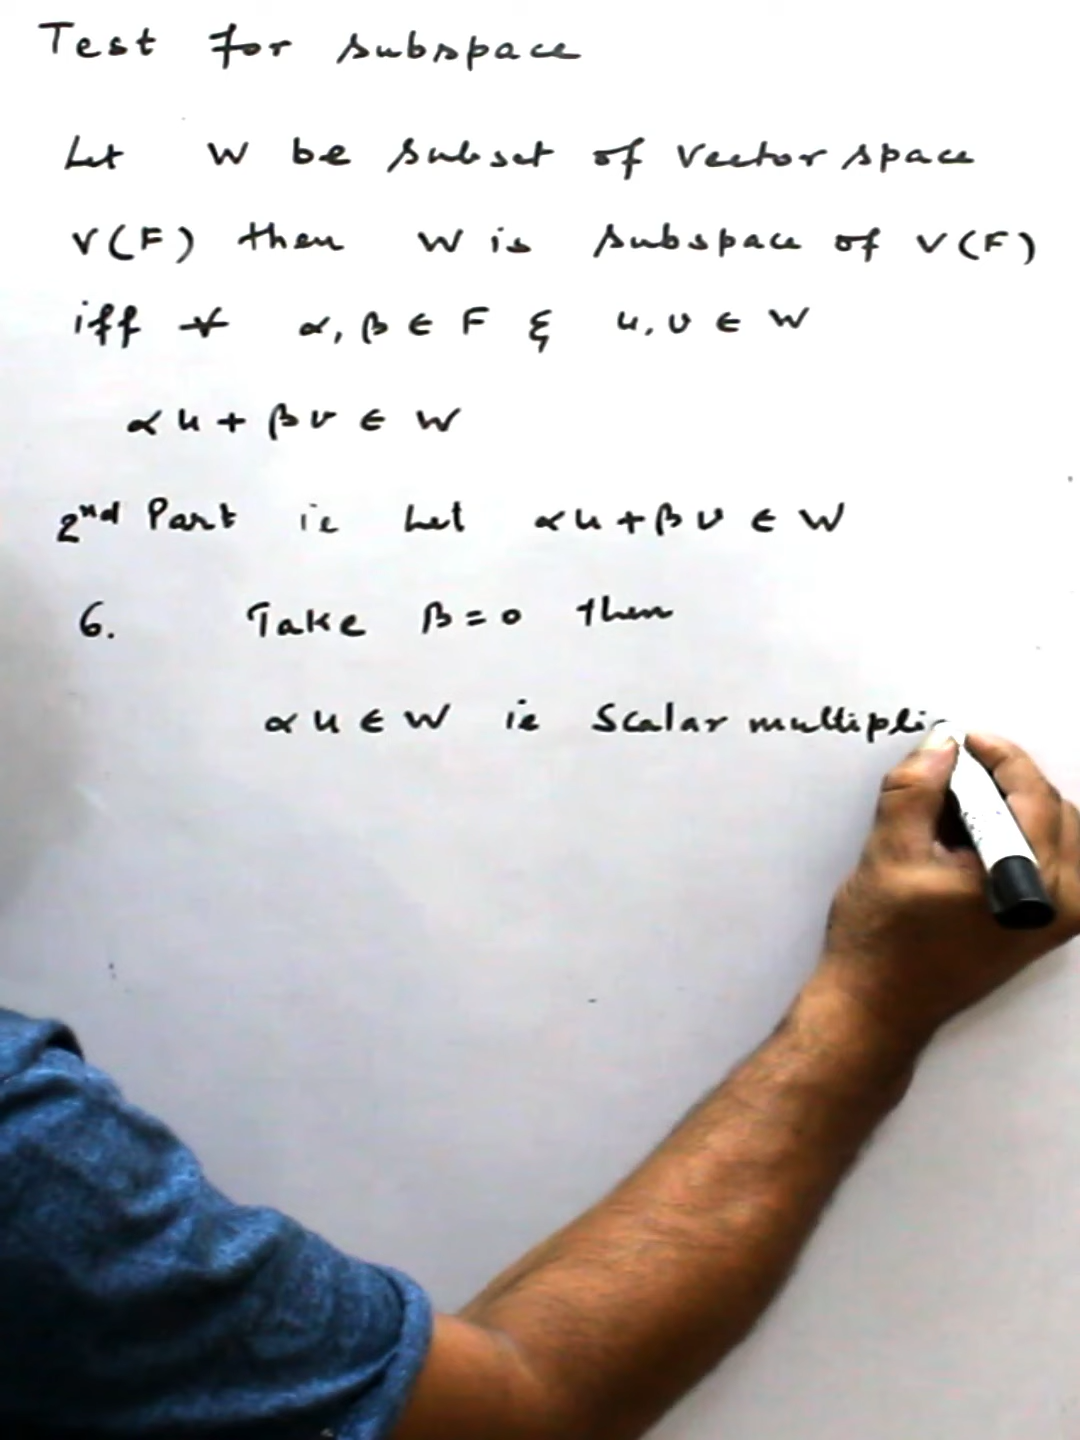 Test for subspace
Let W be subset of vector space
V(F) then W is subspace of V(F)
iff ∀ α, β ∈ F & u, v ∈ W
αu + βv ∈ W
2nd Part ie Let αu + βv ∈ W
6. Take β = 0 then
αu ∈ W ie Scalar multiplic